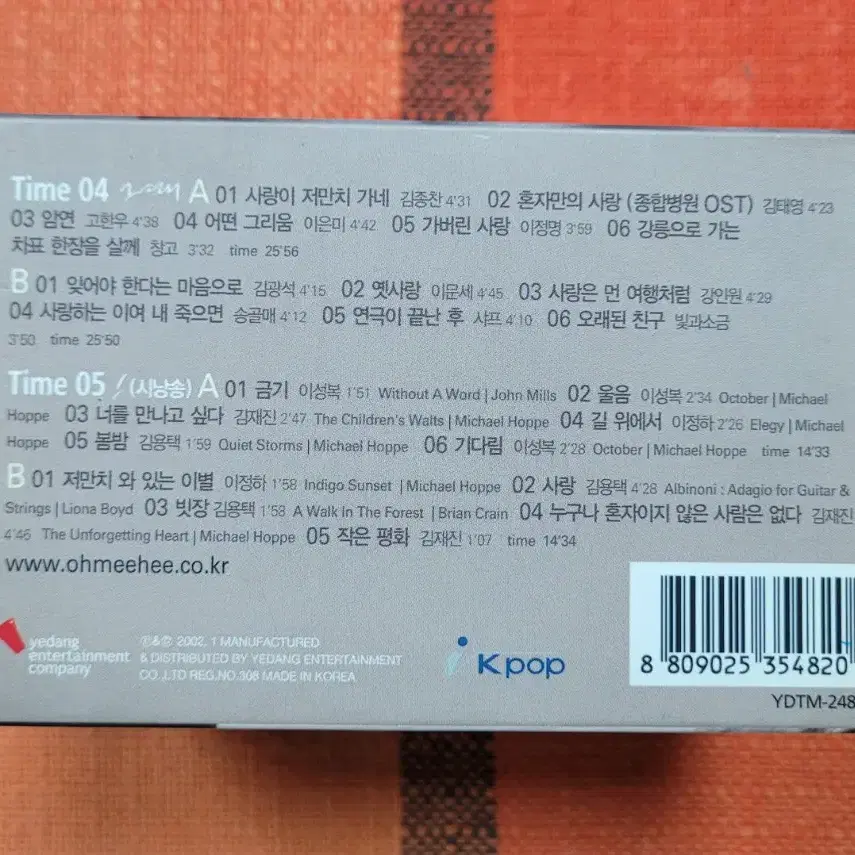 Time 04 그대 A 01 사랑이 저만치 가네 김종찬 4'31 02 혼자만의 사랑 (종합병원 OST) 김태영 4'23
03 암연 고한우 4'38 04 어떤 그리움 이은미 4'42 05 가버린 사랑 이정명 3'59 06 강릉으로 가는
차표 한장을 살께 창고 3'32 time 25'56
B 01 잊어야 한다는 마음으로 김광석 4'15 02 옛사랑 이문세 4'45 03 사랑은 먼 여행처럼 강인원 4'29
04 사랑하는 이여 내 죽으면 송골매 4'12 05 연극이 끝난 후 샤프 4'10 06 오래된 친구 빛과소금
3'50 time 25'50
Time 05 (시낭송) A 01 금기 이성복 1'51 Without A Word | John Mills 02 울음 이성복 2'34 October | Michael
Hoppe 03 너를 만나고 싶다 김재진 2'47 The Children's Walts | Michael Hoppe 04 길 위에서 이정하 2'26 Elegy | Michael
Hoppe 05 봄밤 김용택 1'59 Quiet Storms | Michael Hoppe 06 기다림 이성복 2'28 October | Michael Hoppe time 14'33
B 01 저만치 와 있는 이별 이정하 1'58 Indigo Sunset | Michael Hoppe 02 사랑 김용택 4'28 Albinoni : Adagio for Guitar &
Strings | Liona Boyd 03 빗장 김용택 1'58 A Walk In The Forest | Brian Crain 04 누구나 혼자이지 않은 사람은 없다 김재진
4'46 The Unforgetting Heart | Michael Hoppe 05 작은 평화 김재진 1'07 time 14'34
www.ohmeehee.co.kr
yedang
entertainment
company
℗&© 2002. 1 MANUFACTURED
& DISTRIBUTED BY YEDANG ENTERTAINMENT
CO.,LTD REG.NO.306 MADE IN KOREA
Kpop
8 809025 354820
YDTM-248